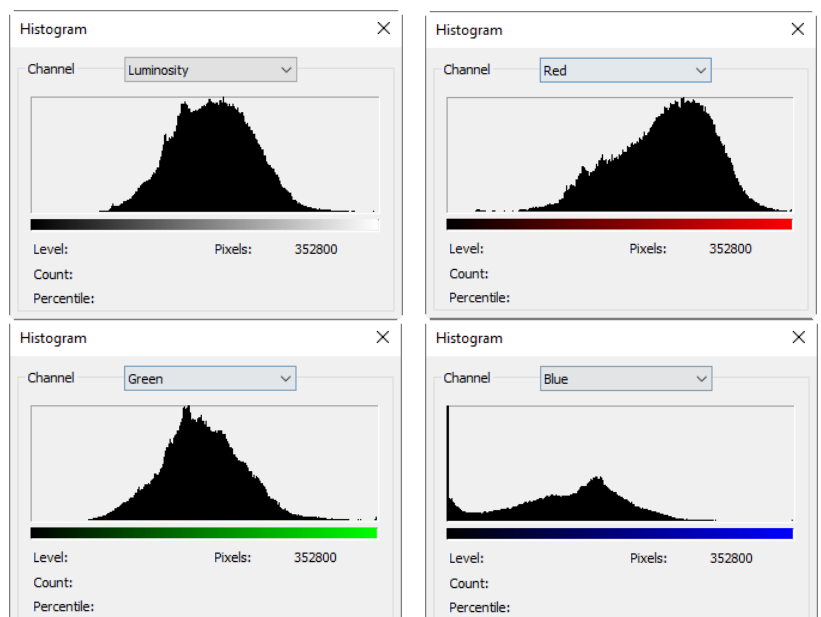 Histogram
Channel Luminosity
Level: Pixels: 352800
Count:
Percentile:
Histogram
Channel Red
Level: Pixels: 352800
Count:
Percentile:
Histogram
Channel Green
Level: Pixels: 352800
Count:
Percentile:
Histogram
Channel Blue
Level: Pixels: 352800
Count:
Percentile: